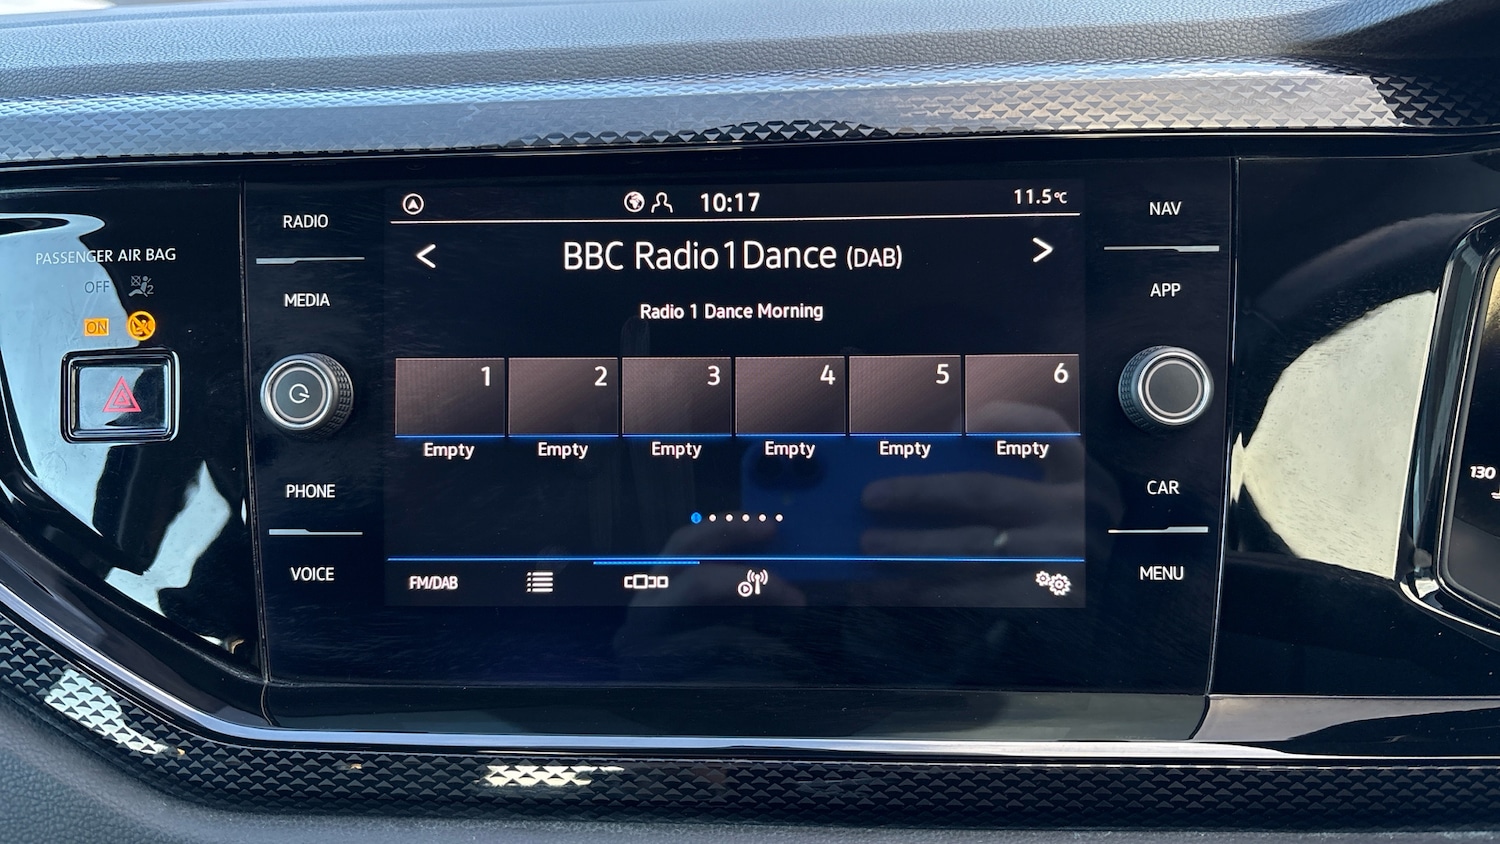 PASSENGER AIR BAG
OFF
2
ON
RADIO
MEDIA
PHONE
VOICE
10:17
11.5°C
< BBC Radio 1 Dance (DAB) >
Radio 1 Dance Morning
1 2 3 4 5 6
Empty Empty Empty Empty Empty Empty
FM/DAB
NAV
APP
CAR
MENU
130